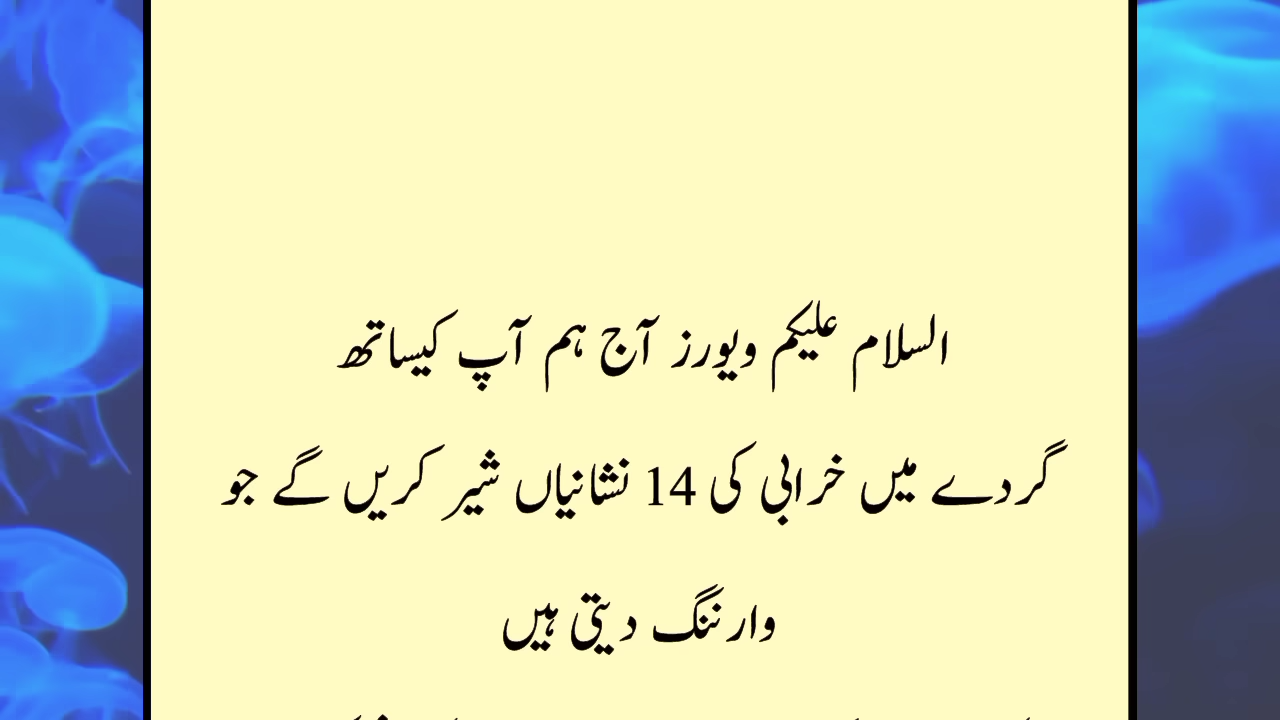 السلام علیکم ویورز آج ہم آپ کیساتھ
گردے میں خرابی کی 14 نشانیاں شیر کریں گے جو
وارننگ دیتی ہیں